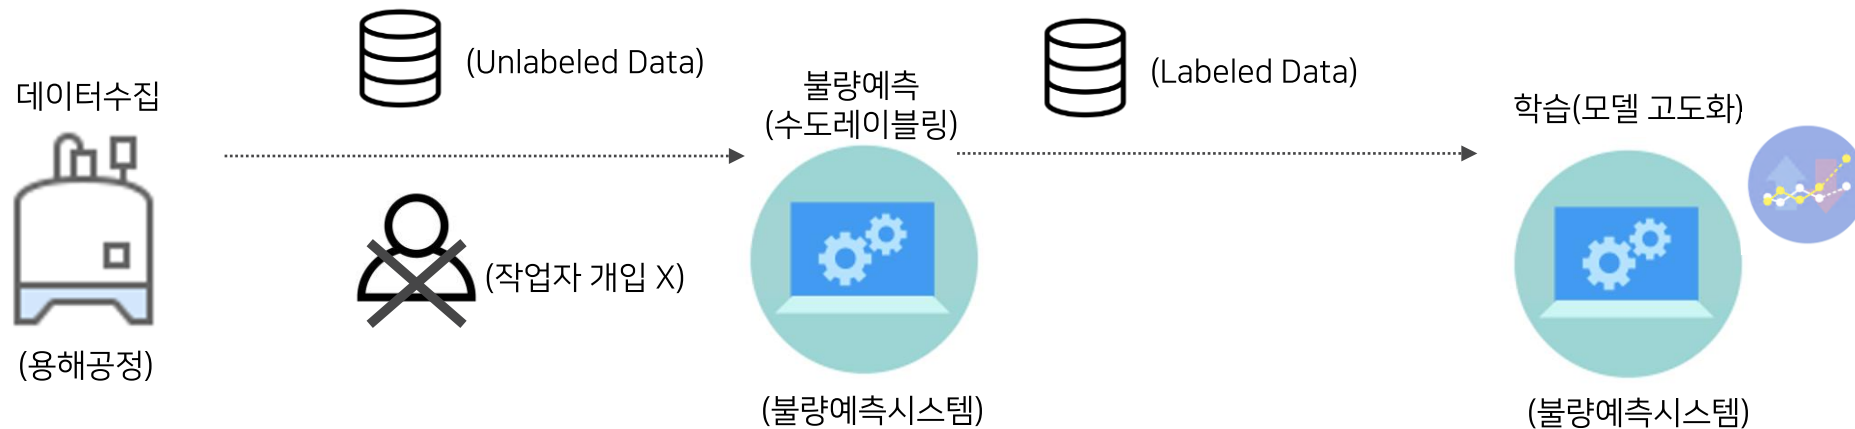 데이터수집
(용해공정)
(Unlabeled Data)
(작업자 개입 X)
불량예측
(수도레이블링)
(불량예측시스템)
(Labeled Data)
학습(모델 고도화)
(불량예측시스템)